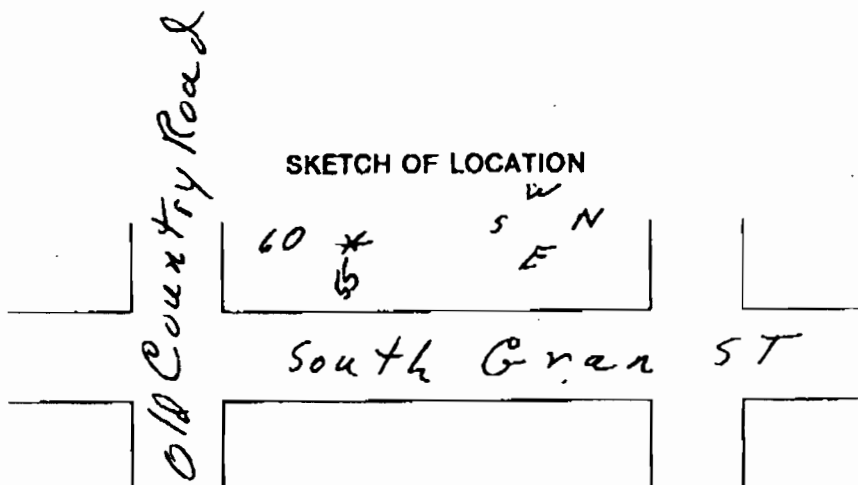 Old Country Road
SKETCH OF LOCATION
W
S N
E
60 *
South Gran ST